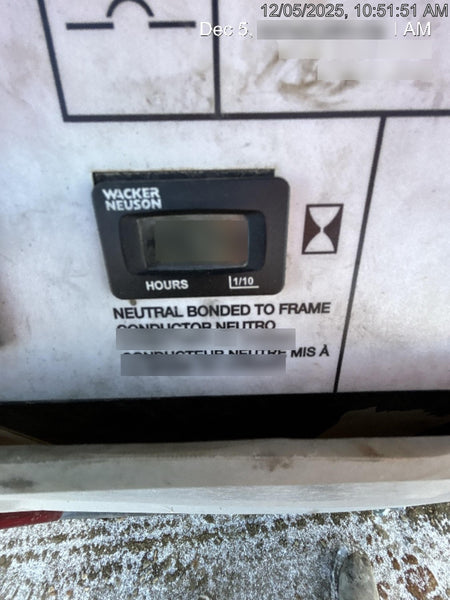 12/05/2025, 10:51:51 AM
Dec 5, AM
WACKER
NEUSON
HOURS 1/10
NEUTRAL BONDED TO FRAME
CONDUCTOR NEUTRO
CONDUCTEUR NEUTRE MIS À